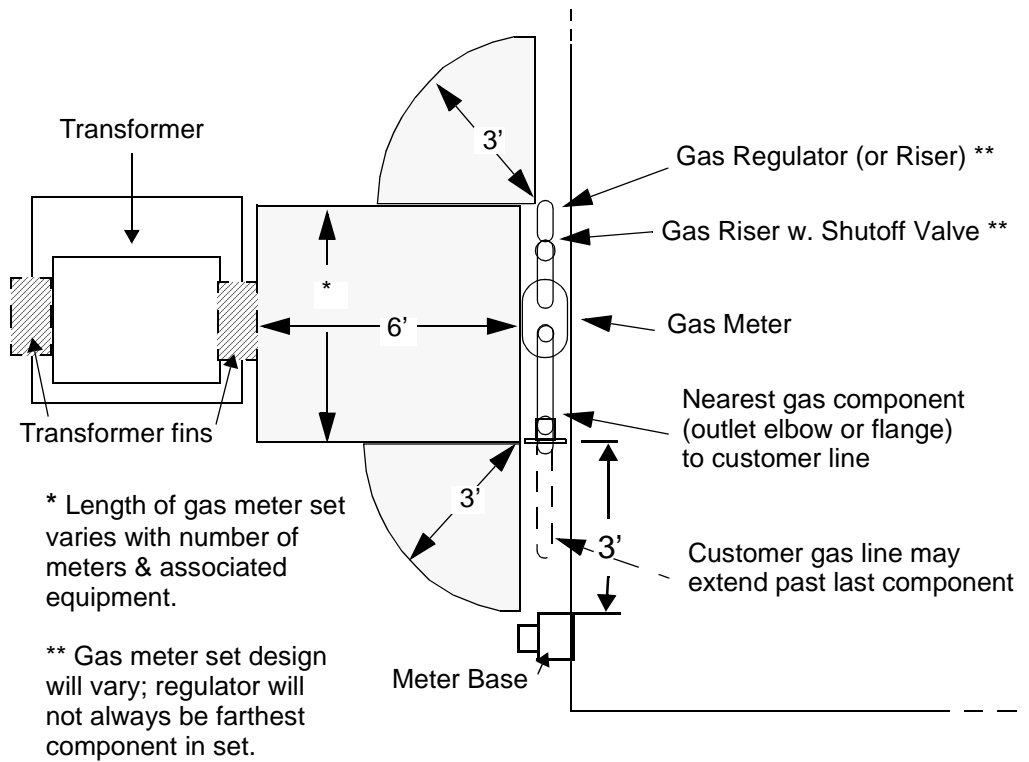 Transformer
3’
Gas Regulator (or Riser) **
Gas Riser w. Shutoff Valve **
*
6’
Gas Meter
Nearest gas component
(outlet elbow or flange)
to customer line
Transformer fins
3’
* Length of gas meter set
varies with number of
meters & associated
equipment.
3’
Customer gas line may
extend past last component
** Gas meter set design
will vary; regulator will
not always be farthest
component in set.
Meter Base